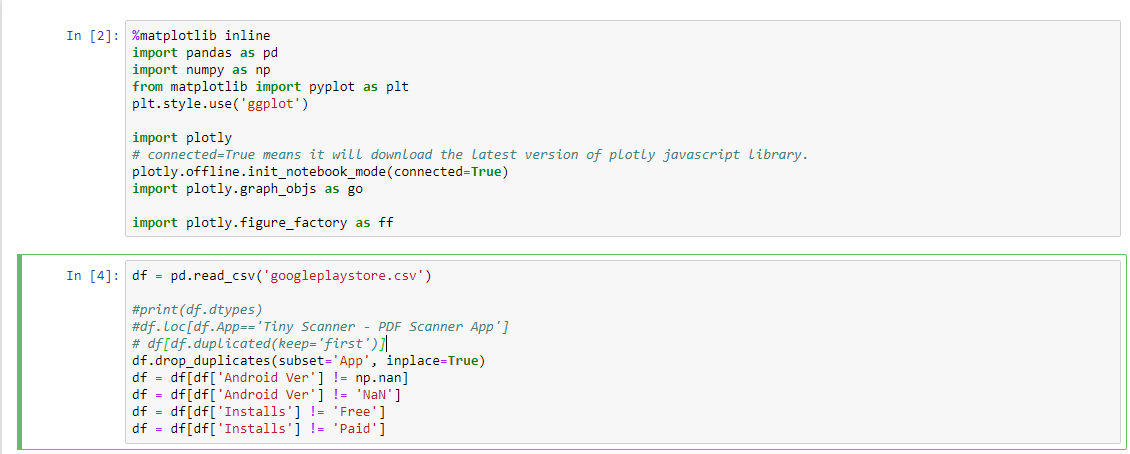 In [2]: %matplotlib inline
import pandas as pd
import numpy as np
from matplotlib import pyplot as plt
plt.style.use('ggplot')
import plotly
# connected=True means it will download the latest version of plotly javascript library.
plotly.offline.init_notebook_mode(connected=True)
import plotly.graph_objs as go
import plotly.figure_factory as ff
In [4]: df = pd.read_csv('googleplaystore.csv')
#print(df.dtypes)
#df.loc[df.App=='Tiny Scanner - PDF Scanner App']
# df[df.duplicated(keep='first')]
df.drop_duplicates(subset='App', inplace=True)
df = df[df['Android Ver'] != np.nan]
df = df[df['Android Ver'] != 'NaN']
df = df[df['Installs'] != 'Free']
df = df[df['Installs'] != 'Paid']